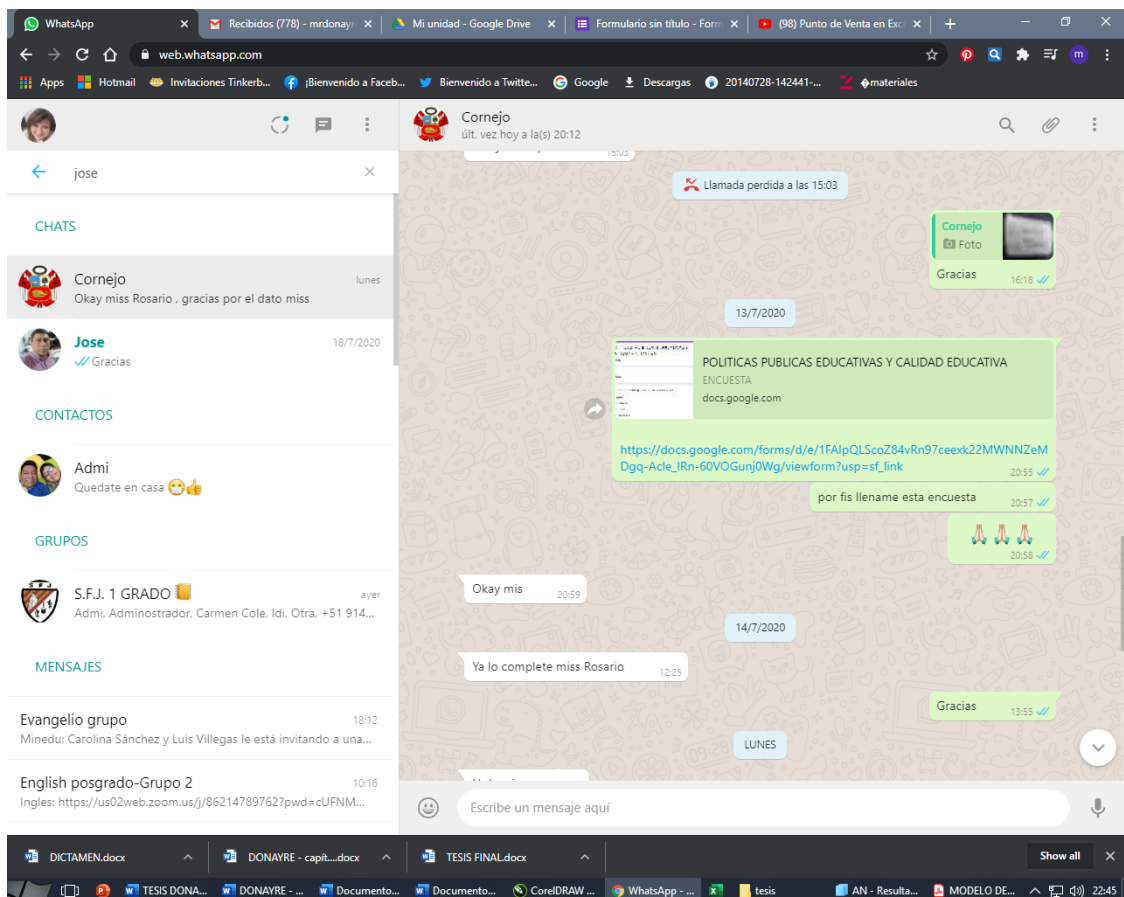 WhatsApp
Recibidos (778) - mrdonayr
Mi unidad - Google Drive
Formulario sin título - Form
(98) Punto de Venta en Exc
web.whatsapp.com
m
Apps
Hotmail
Invitaciones Tinkerb...
¡Bienvenido a Faceb...
Bienvenido a Twitte...
Google
Descargas
20140728-142441-...
�materiales
Cornejo
últ. vez hoy a la(s) 20:12
jose
CHATS
Cornejo
lunes
Okay miss Rosario , gracias por el dato miss
Jose
18/7/2020
Gracias
CONTACTOS
Admi
Quedate en casa 😷👍
GRUPOS
S.F.J. 1 GRADO 📒
ayer
Admi, Adminostrador, Carmen Cole, Idi, Otra, +51 914...
MENSAJES
Evangelio grupo
18:12
Minedu: Carolina Sánchez y Luis Villegas le está invitando a una...
English posgrado-Grupo 2
10:16
Ingles: https://us02web.zoom.us/j/86214789762?pwd=cUFNM...
15:03
Llamada perdida a las 15:03
Cornejo
Foto
Gracias
16:18
13/7/2020
POLITICAS PUBLICAS EDUCATIVAS Y CALIDAD EDUCATIVA
ENCUESTA
docs.google.com
https://docs.google.com/forms/d/e/1FAIpQLScoZ84vRn97ceexk22MWNNZeM
Dgq-Acle_IRn-60VOGunj0Wg/viewform?usp=sf_link
20:55
por fis llename esta encuesta
20:57
🙏🏻 🙏🏻 🙏🏻
20:58
Okay mis
20:59
14/7/2020
Ya lo complete miss Rosario
12:25
Gracias
13:55
LUNES
Escribe un mensaje aquí
DICTAMEN.docx
DONAYRE - capít....docx
TESIS FINAL.docx
Show all
TESIS DONA...
DONAYRE - ...
Documento...
Documento...
CorelDRAW ...
WhatsApp - ...
tesis
AN - Resulta...
MODELO DE...
22:45